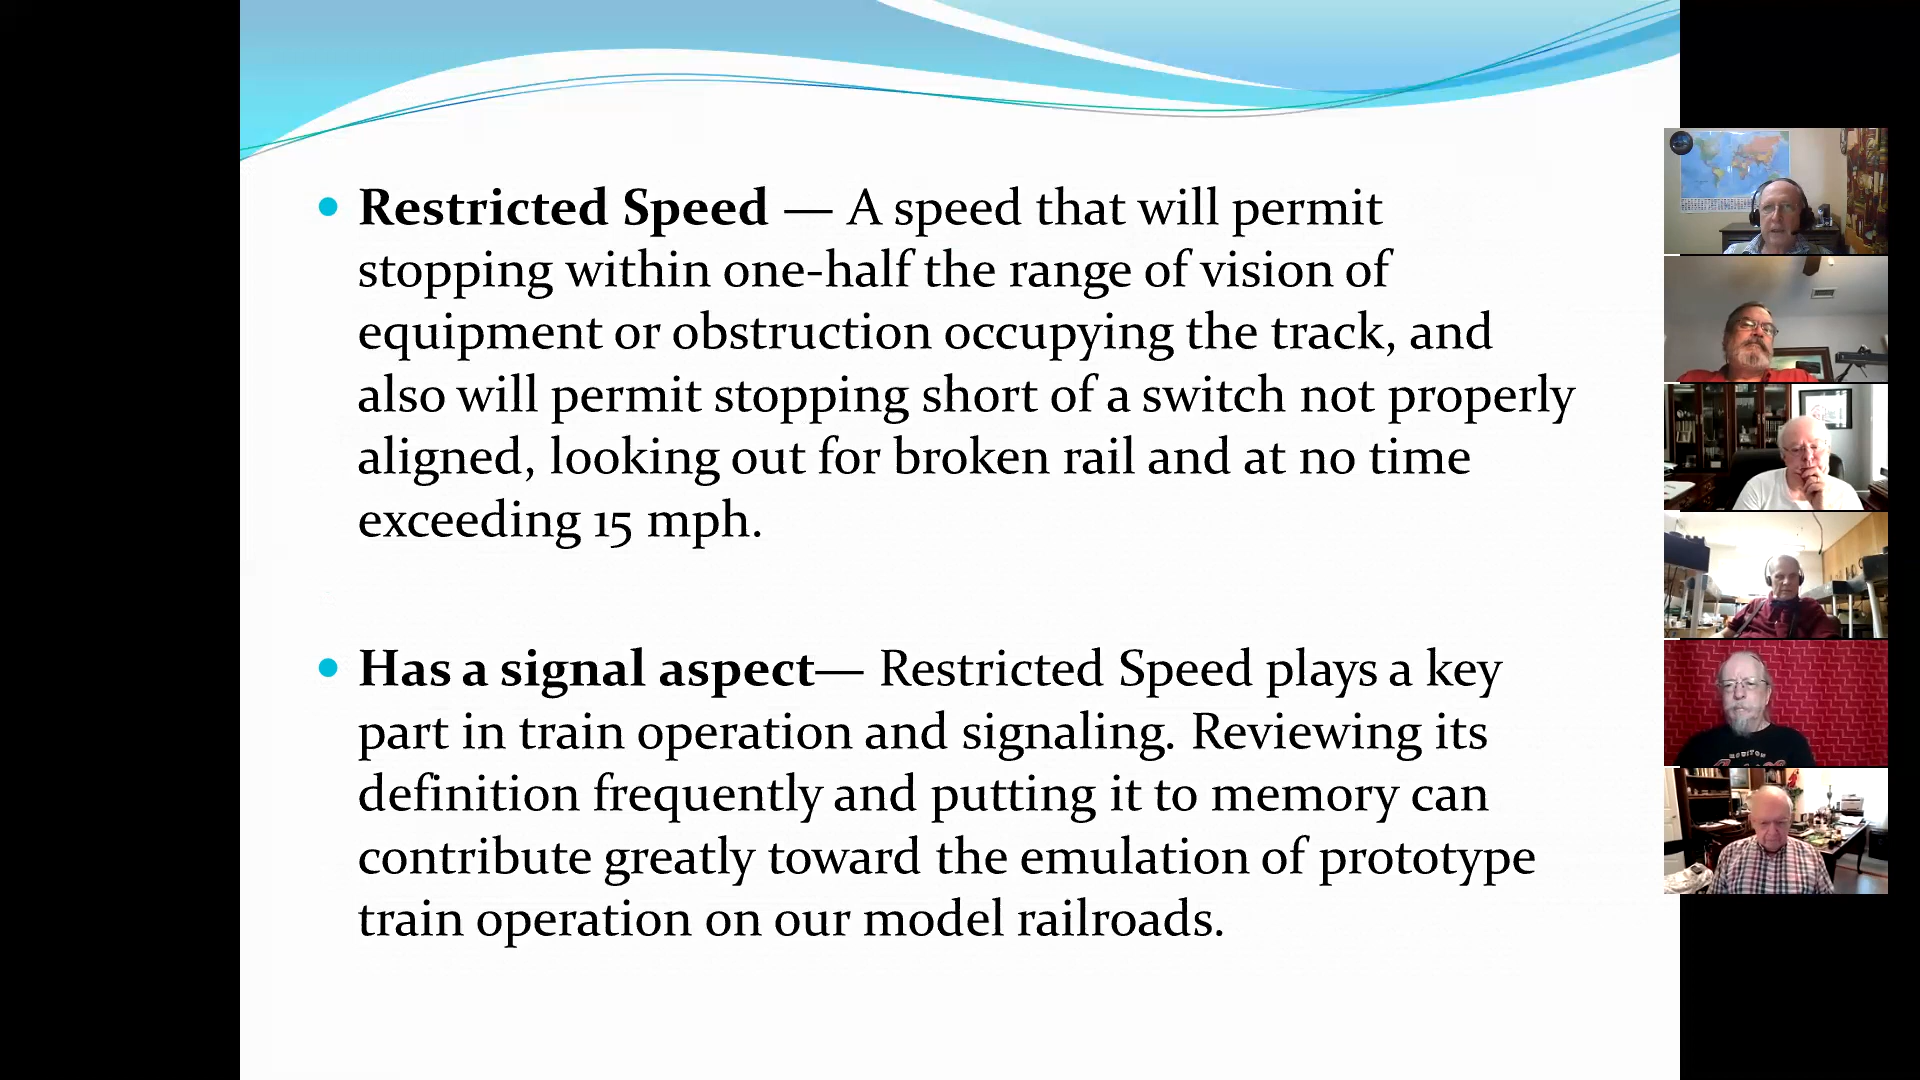 Restricted Speed — A speed that will permit
stopping within one-half the range of vision of
equipment or obstruction occupying the track, and
also will permit stopping short of a switch not properly
aligned, looking out for broken rail and at no time
exceeding 15 mph.
Has a signal aspect— Restricted Speed plays a key
part in train operation and signaling. Reviewing its
definition frequently and putting it to memory can
contribute greatly toward the emulation of prototype
train operation on our model railroads.